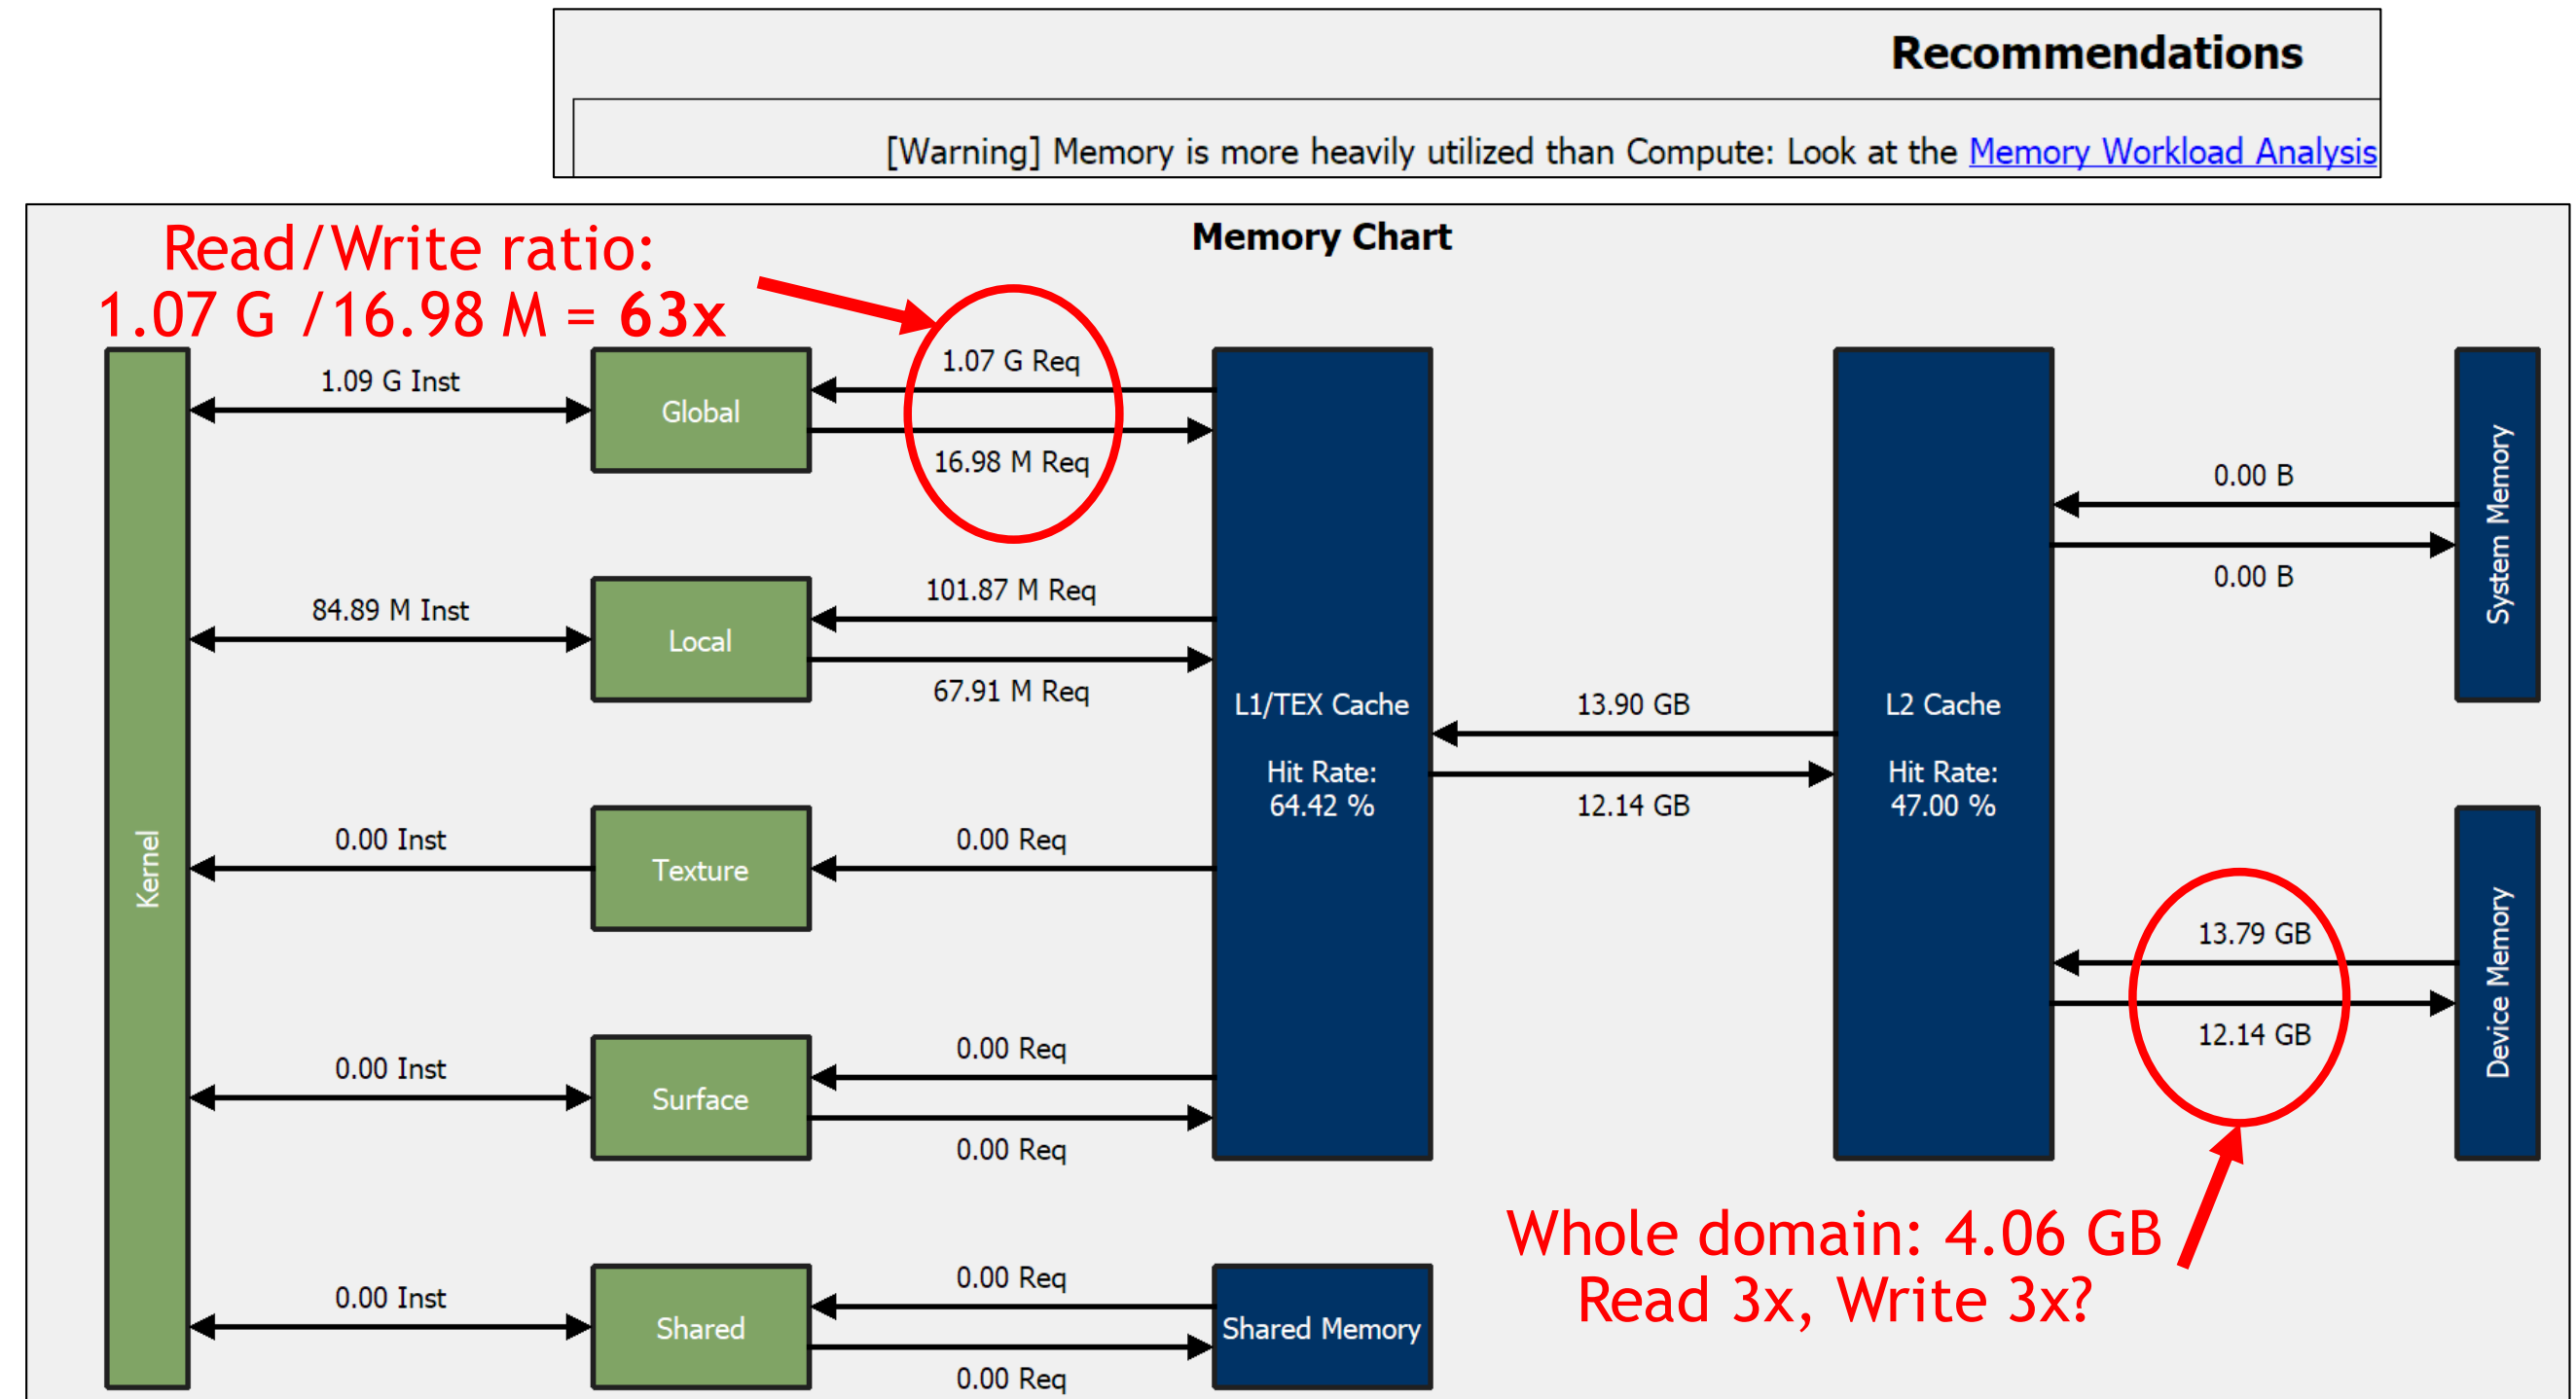 Recommendations
[Warning] Memory is more heavily utilized than Compute: Look at the Memory Workload Analysis
Memory Chart
Read/Write ratio:
1.07 G /16.98 M = 63x
Kernel
1.09 G Inst
Global
1.07 G Req
16.98 M Req
84.89 M Inst
Local
101.87 M Req
67.91 M Req
0.00 Inst
Texture
0.00 Req
0.00 Inst
Surface
0.00 Req
0.00 Req
0.00 Inst
Shared
0.00 Req
0.00 Req
L1/TEX Cache
Hit Rate:
64.42 %
Shared Memory
13.90 GB
12.14 GB
L2 Cache
Hit Rate:
47.00 %
0.00 B
0.00 B
System Memory
13.79 GB
12.14 GB
Device Memory
Whole domain: 4.06 GB
Read 3x, Write 3x?